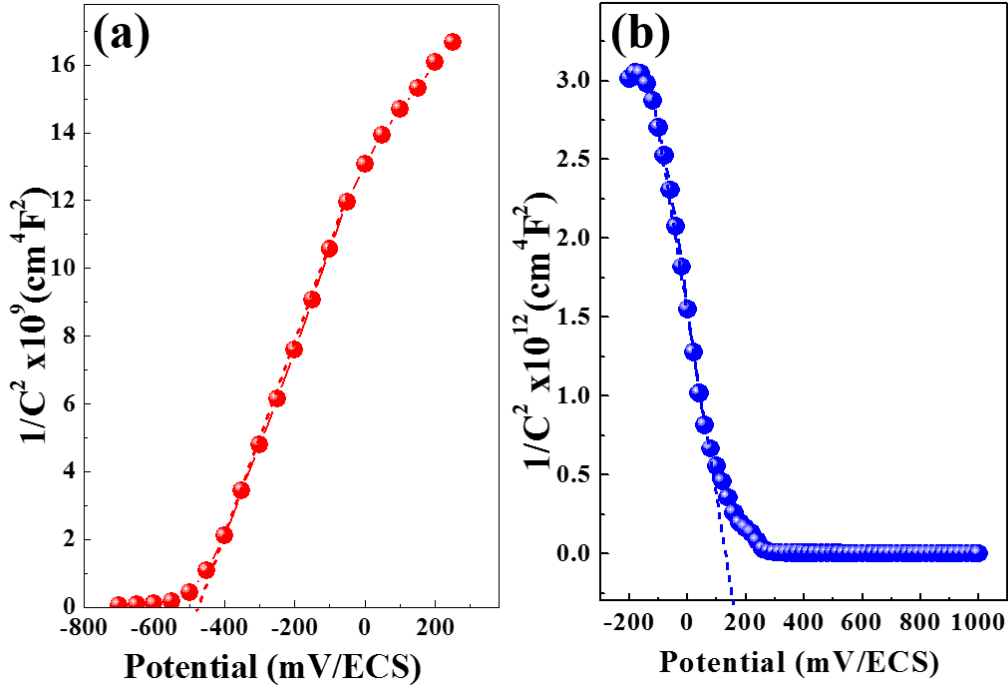 (a)
1/C² x10⁹ (cm⁴F²)
16
14
12
10
8
6
4
2
0
-800 -600 -400 -200 0 200
Potential (mV/ECS)
(b)
1/C² x10¹² (cm⁴F²)
3.0
2.5
2.0
1.5
1.0
0.5
0.0
-200 0 200 400 600 800 1000
Potential (mV/ECS)